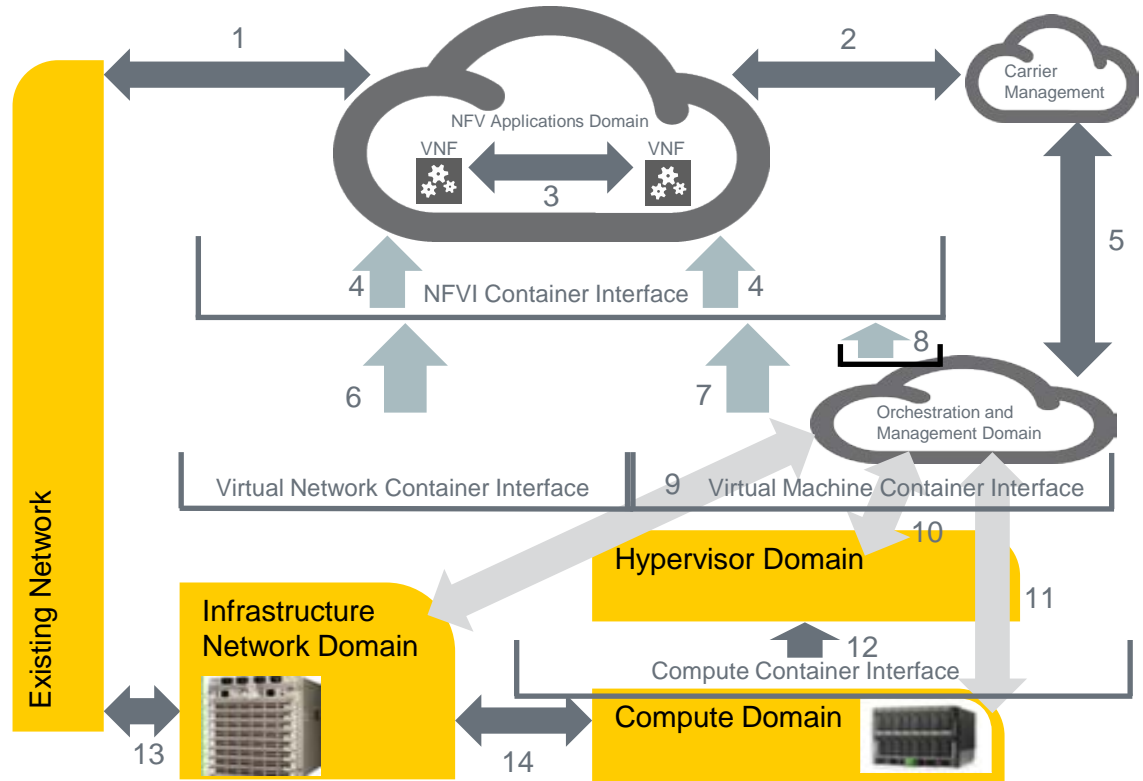 1
2
Carrier
Management
NFV Applications Domain
VNF
VNF
3
5
4
NFVI Container Interface
4
8
6
7
Orchestration and
Management Domain
Virtual Network Container Interface
9
Virtual Machine Container Interface
10
Hypervisor Domain
11
Existing Network
Infrastructure
Network Domain
12
Compute Container Interface
Compute Domain
13
14